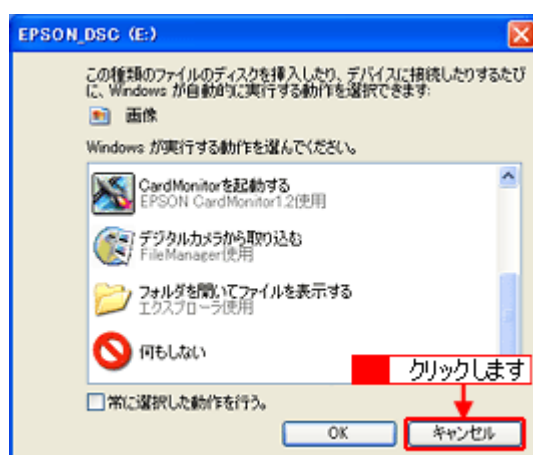 EPSON_DSC (E:)
この種類のファイルのディスクを挿入したり、デバイスに接続したりするたび
に、Windows が自動的に実行する動作を選択できます:
画像
Windows が実行する動作を選んでください。
CardMonitorを起動する
EPSON CardMonitor1.2使用
デジタルカメラから取り込む
FileManager使用
フォルダを開いてファイルを表示する
エクスプローラ使用
何もしない
クリックします
常に選択した動作を行う。
OK
キャンセル